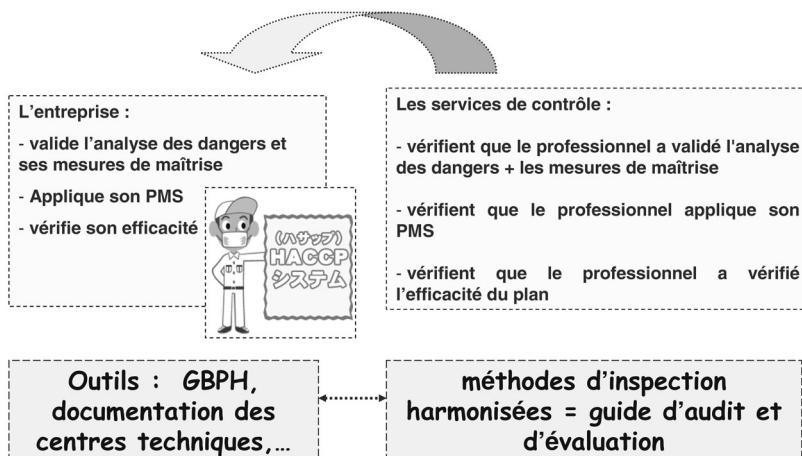 L'entreprise :
- valide l'analyse des dangers et
ses mesures de maîtrise
- Applique son PMS
- vérifie son efficacité
(ハサップ)
HACCP
システム
Les services de contrôle :
- vérifient que le professionnel a validé l'analyse
des dangers + les mesures de maîtrise
- vérifient que le professionnel applique son
PMS
- vérifient que le professionnel a vérifié
l'efficacité du plan
Outils : GBPH,
documentation des
centres techniques,...
méthodes d'inspection
harmonisées = guide d'audit et
d'évaluation